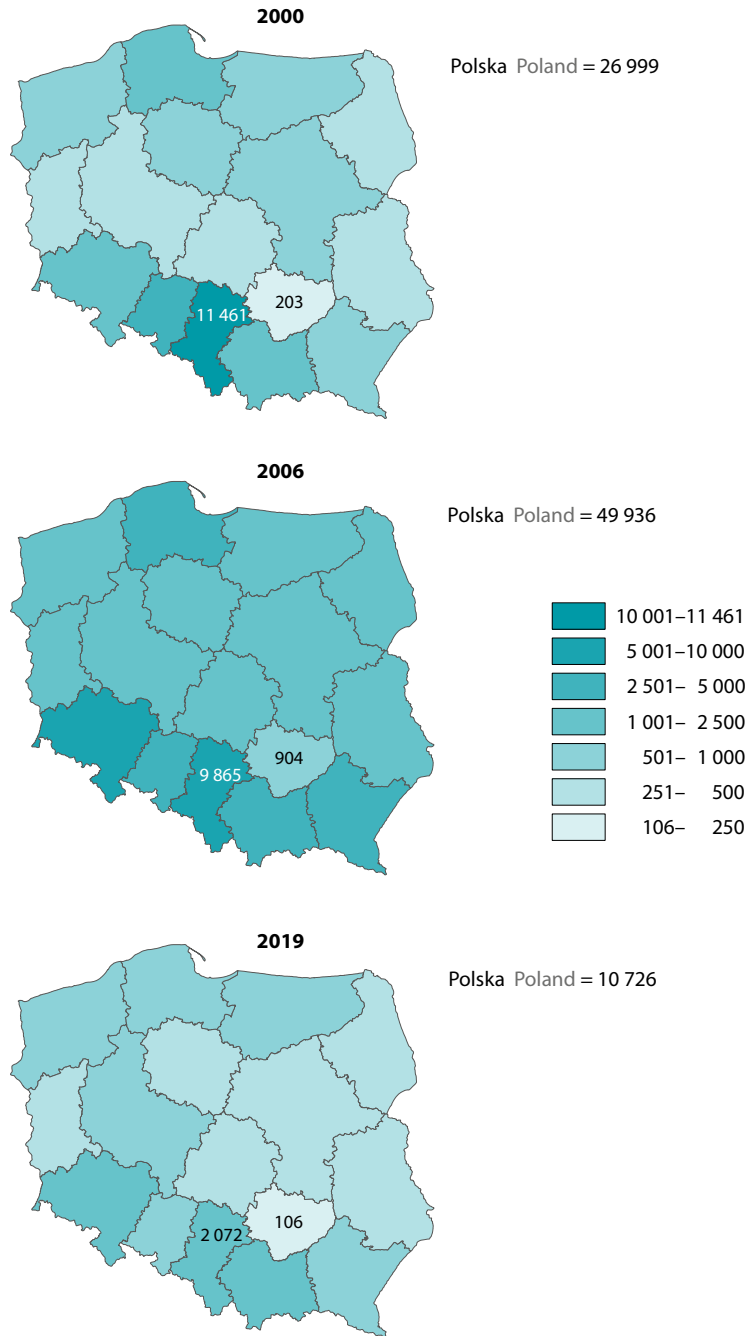 2000
Polska Poland = 26 999
203
11 461
2006
Polska Poland = 49 936
10 001–11 461
5 001–10 000
2 501– 5 000
1 001– 2 500
501– 1 000
251– 500
106– 250
904
9 865
2019
Polska Poland = 10 726
106
2 072